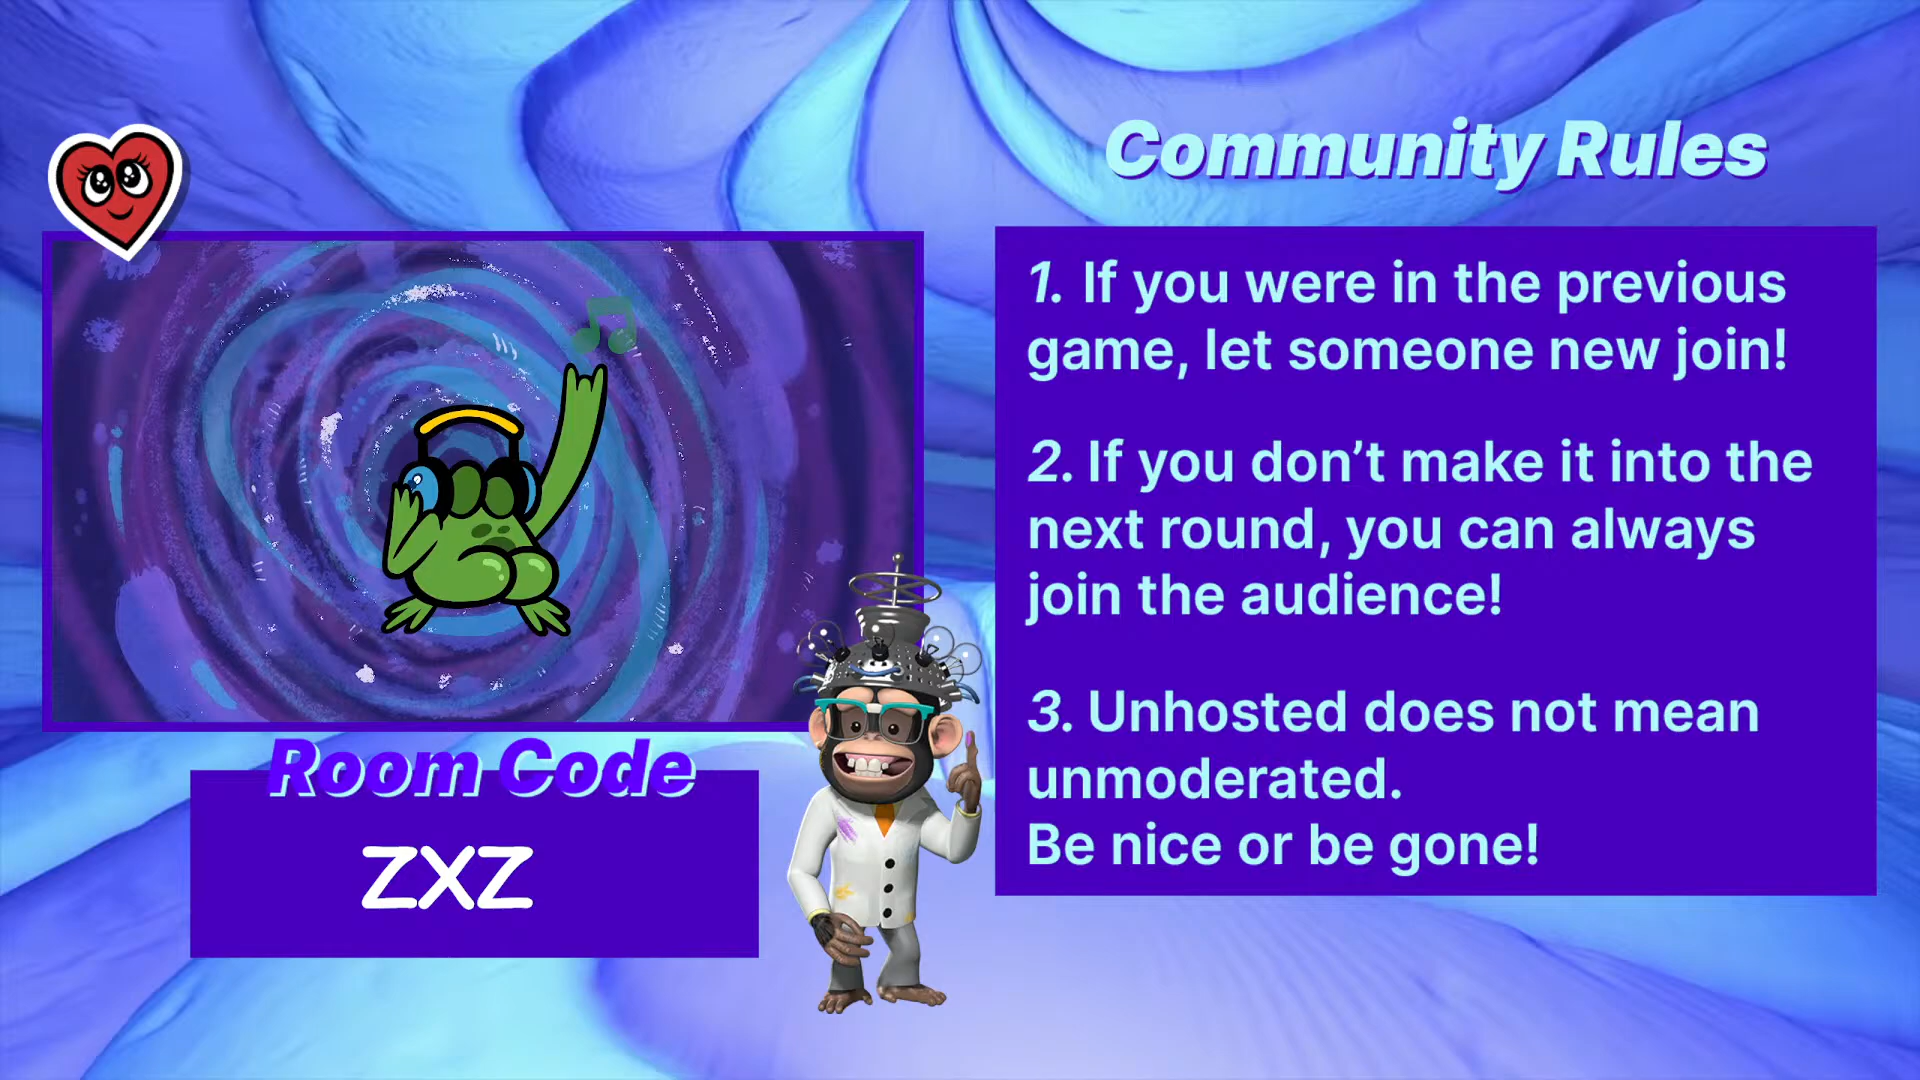 Community Rules
1. If you were in the previous
game, let someone new join!
2. If you don’t make it into the
next round, you can always
join the audience!
3. Unhosted does not mean
unmoderated.
Be nice or be gone!
Room Code
ZXZ